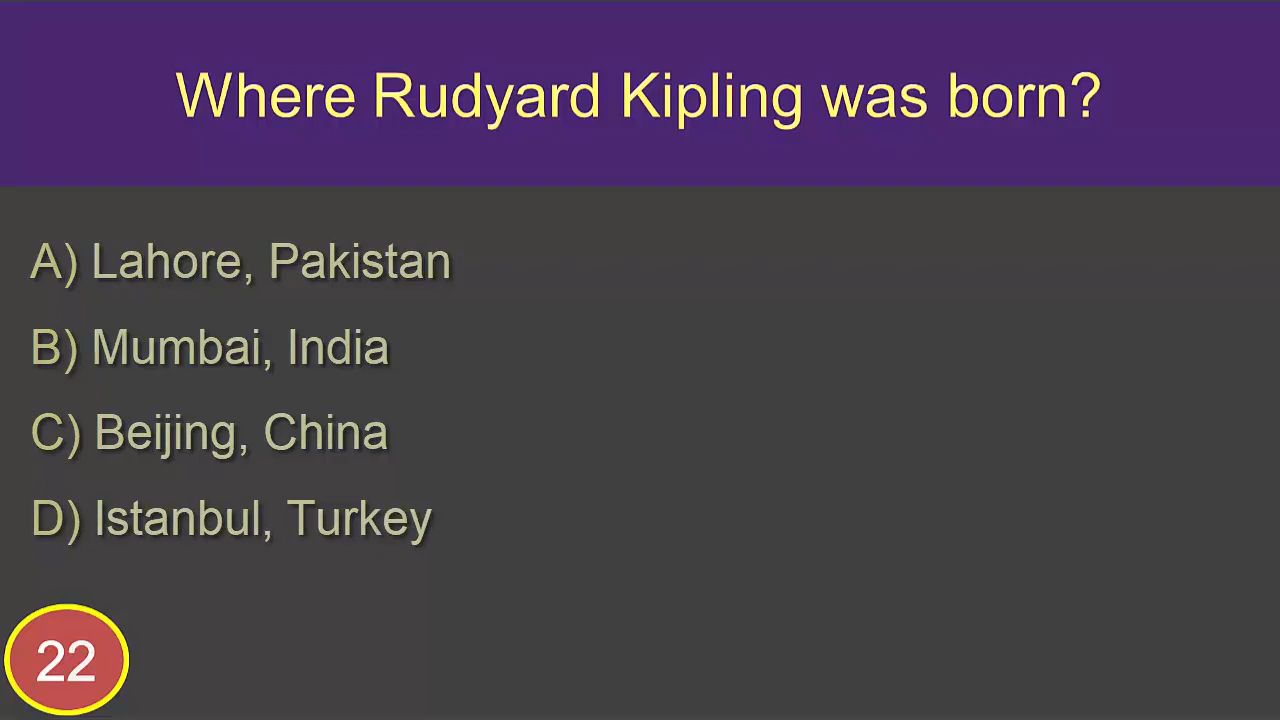 Where Rudyard Kipling was born?
A) Lahore, Pakistan
B) Mumbai, India
C) Beijing, China
D) Istanbul, Turkey
22